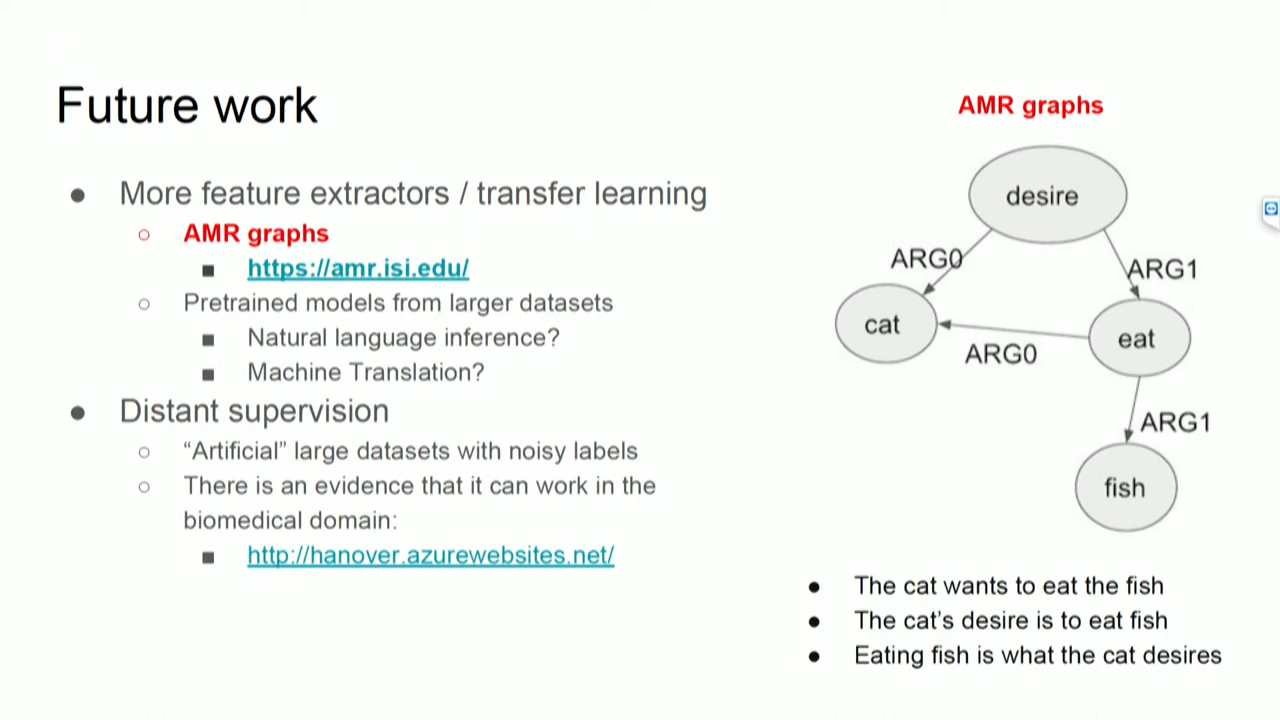 Future work
More feature extractors / transfer learning
AMR graphs
https://amr.isi.edu/
Pretrained models from larger datasets
Natural language inference?
Machine Translation?
Distant supervision
“Artificial” large datasets with noisy labels
There is an evidence that it can work in the
biomedical domain:
http://hanover.azurewebsites.net/
AMR graphs
desire
ARG0
ARG1
cat
eat
ARG0
ARG1
fish
The cat wants to eat the fish
The cat’s desire is to eat fish
Eating fish is what the cat desires